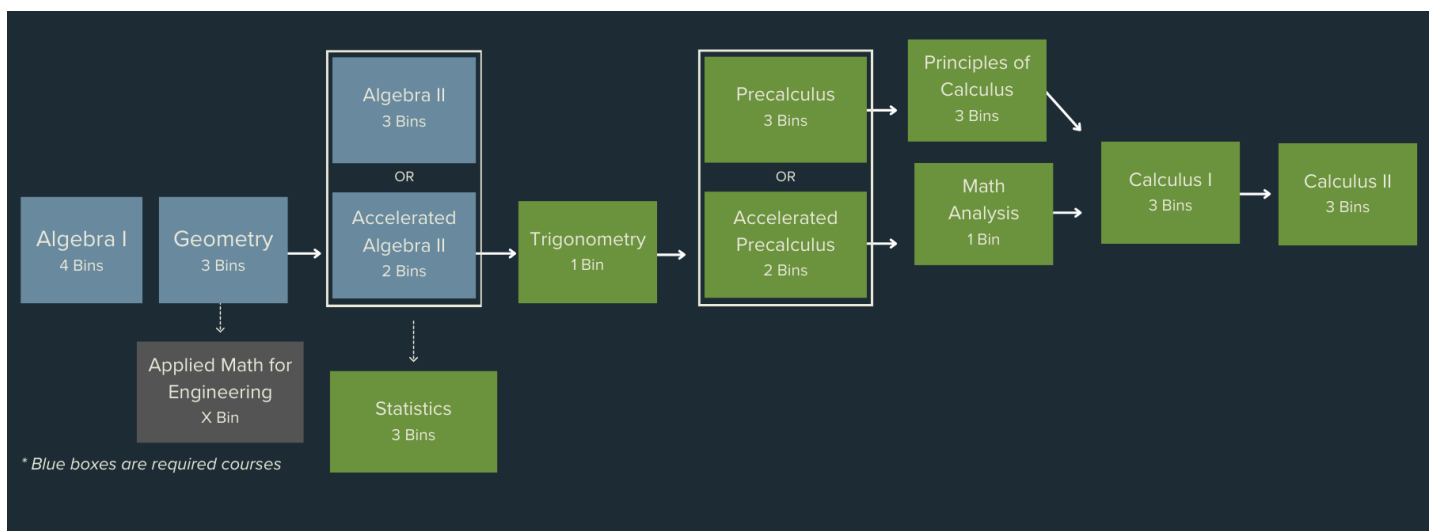 Algebra I
4 Bins
Geometry
3 Bins
Applied Math for
Engineering
X Bin
Algebra II
3 Bins
OR
Accelerated
Algebra II
2 Bins
Statistics
3 Bins
Trigonometry
1 Bin
Precalculus
3 Bins
OR
Accelerated
Precalculus
2 Bins
Principles of
Calculus
3 Bins
Math
Analysis
1 Bin
Calculus I
3 Bins
Calculus II
3 Bins
* Blue boxes are required courses